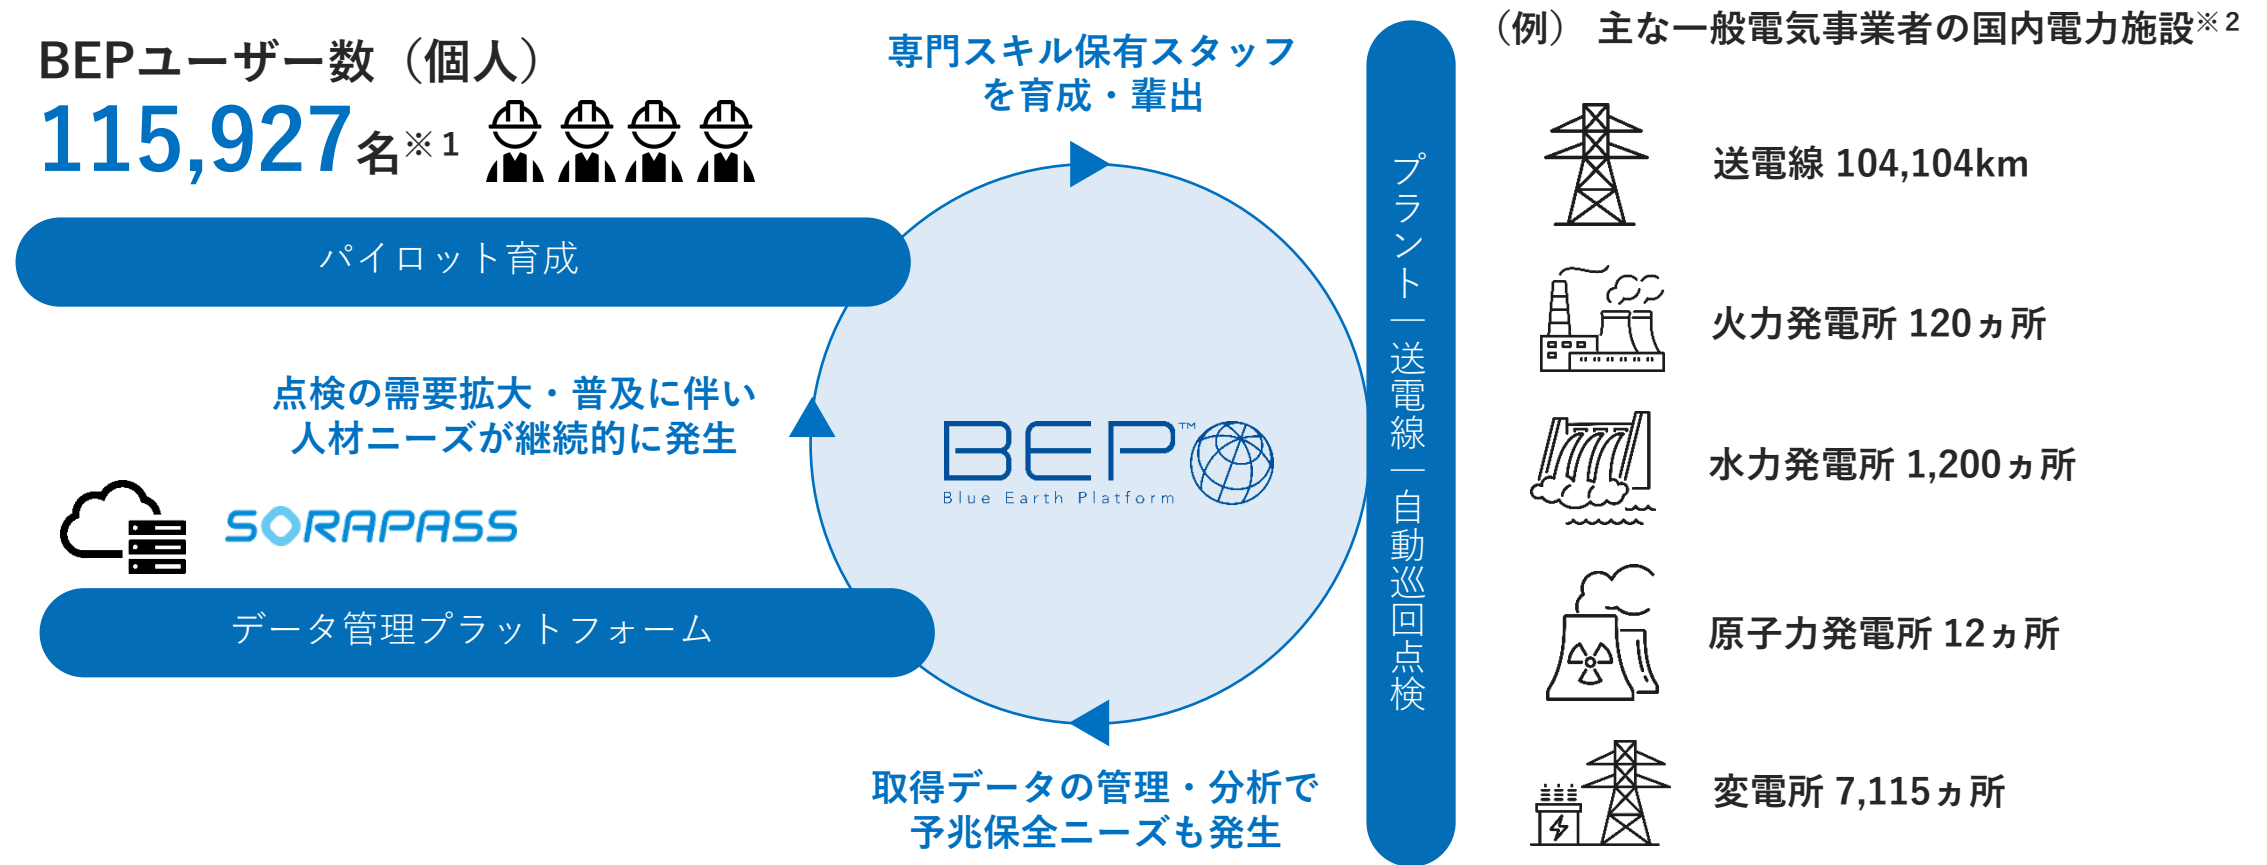 BEPユーザー数（個人）
115,927名※1
パイロット育成
専門スキル保有スタッフ
を育成・輩出
点検の需要拡大・普及に伴い
人材ニーズが継続的に発生
SORAPASS
データ管理プラットフォーム
BEP™
Blue Earth Platform
取得データの管理・分析で
予兆保全ニーズも発生
プラント｜送電線｜自動巡回点検
（例） 主な一般電気事業者の国内電力施設※2
送電線 104,104km
火力発電所 120ヵ所
水力発電所 1,200ヵ所
原子力発電所 12ヵ所
変電所 7,115ヵ所